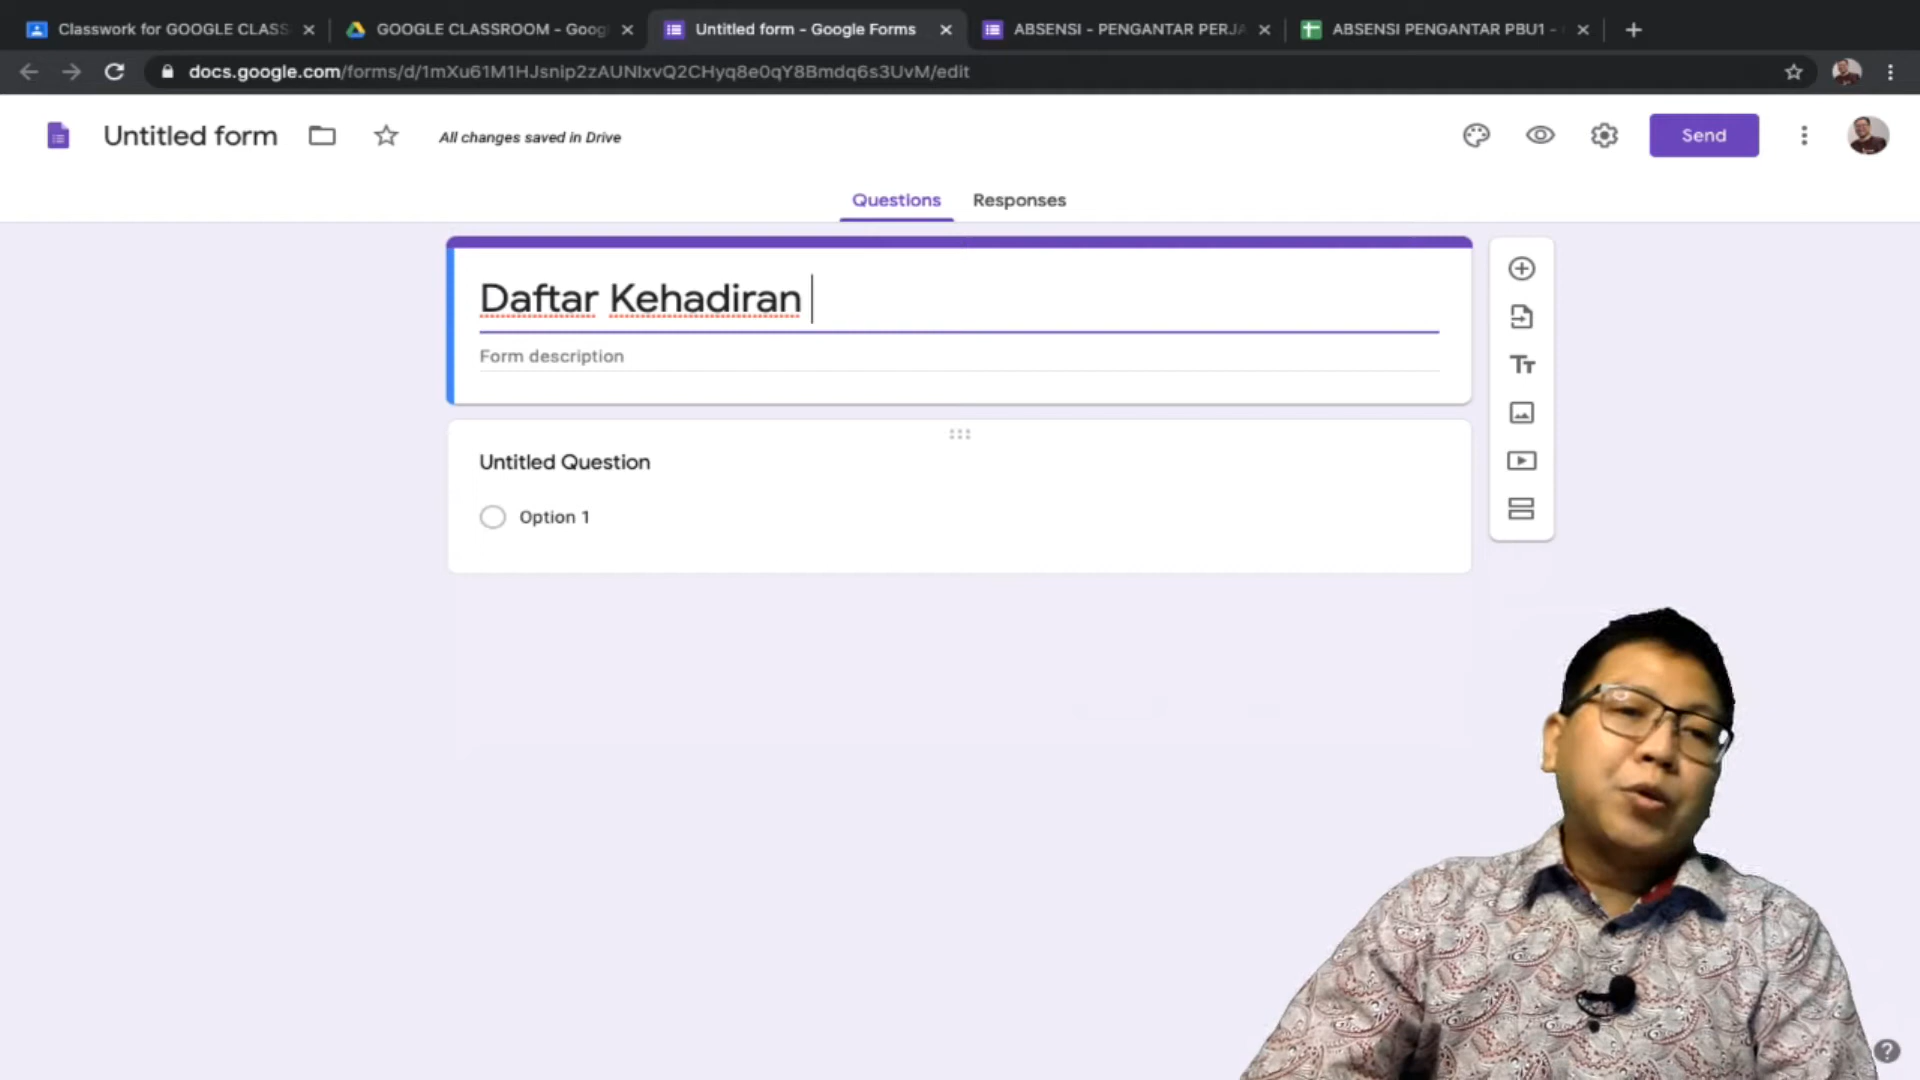 Classwork for GOOGLE CLASS
GOOGLE CLASSROOM - Goog
Untitled form - Google Forms
ABSENSI - PENGANTAR PERJA
ABSENSI PENGANTAR PBU1 -
docs.google.com/forms/d/1mXu61M1HJsnip2zAUNIxvQ2CHyq8e0qY8Bmdq6s3UvM/edit
Untitled form
All changes saved in Drive
Send
Questions
Responses
Daftar Kehadiran
Form description
Untitled Question
Option 1
Tт